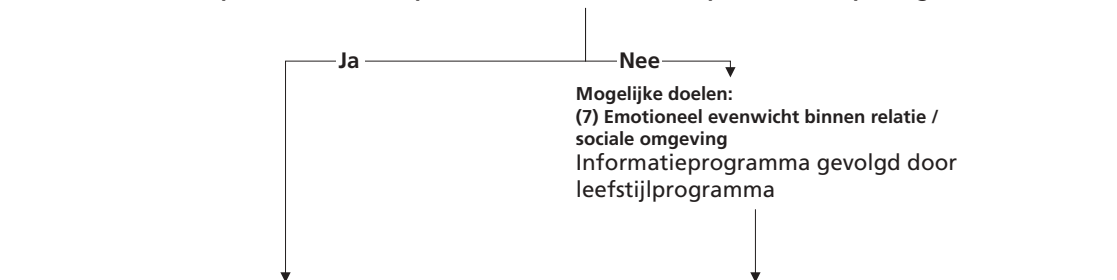 Ja
Nee
Mogelijke doelen:
(7) Emotioneel evenwicht binnen relatie /
sociale omgeving
Informatieprogramma gevolgd door
leefstijlprogramma